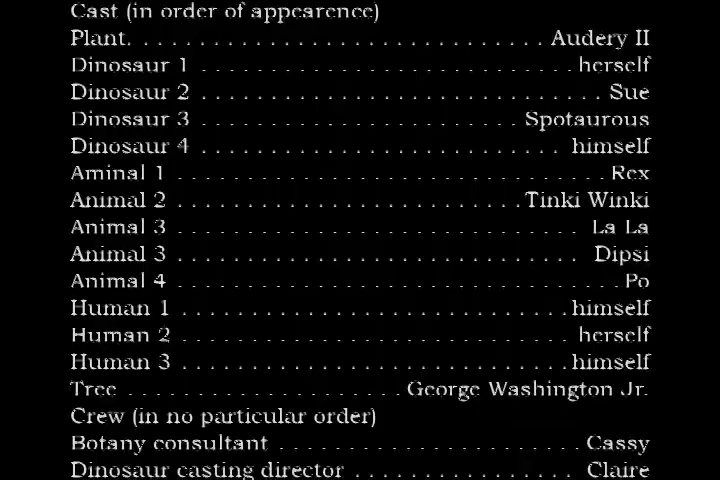 Cast (in order of appearence)
Plant. . . . . . . . . . . . . . . . . . . . . . . . . . . . . . Audery II
Dinosaur 1 . . . . . . . . . . . . . . . . . . . . . . . . . . . herself
Dinosaur 2 . . . . . . . . . . . . . . . . . . . . . . . . . . . . . Sue
Dinosaur 3 . . . . . . . . . . . . . . . . . . . . . . . Spotaurous
Dinosaur 4 . . . . . . . . . . . . . . . . . . . . . . . . . . himself
Aminal 1 . . . . . . . . . . . . . . . . . . . . . . . . . . . . . . . Rex
Animal 2 . . . . . . . . . . . . . . . . . . . . . . . . . Tinki Winki
Animal 3 . . . . . . . . . . . . . . . . . . . . . . . . . . . . . La La
Animal 3 . . . . . . . . . . . . . . . . . . . . . . . . . . . . . Dipsi
Animal 4 . . . . . . . . . . . . . . . . . . . . . . . . . . . . . . . . Po
Human 1 . . . . . . . . . . . . . . . . . . . . . . . . . . . . himself
Human 2 . . . . . . . . . . . . . . . . . . . . . . . . . . . . herself
Human 3 . . . . . . . . . . . . . . . . . . . . . . . . . . . . himself
Tree . . . . . . . . . . . . . . . . . . . . George Washington Jr.
Crew (in no particular order)
Botany consultant . . . . . . . . . . . . . . . . . . . . . . Cassy
Dinosaur casting director . . . . . . . . . . . . . . . . Claire